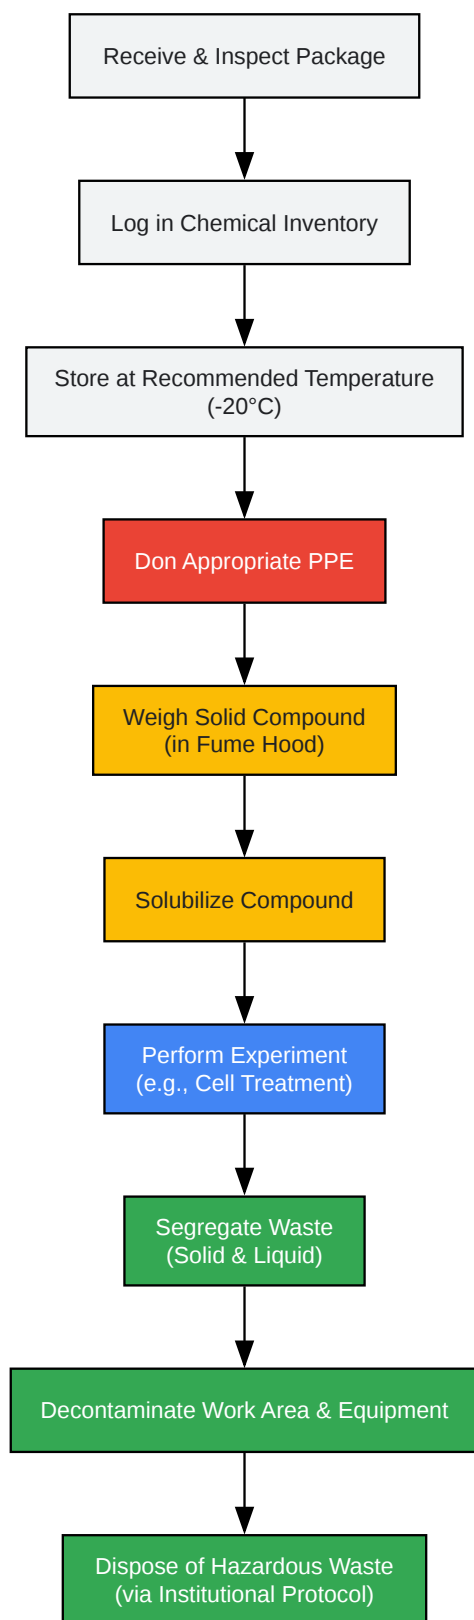 Receive & Inspect Package
Log in Chemical Inventory
Store at Recommended Temperature
(-20°C)
Don Appropriate PPE
Weigh Solid Compound
(in Fume Hood)
Solubilize Compound
Perform Experiment
(e.g., Cell Treatment)
Segregate Waste
(Solid & Liquid)
Decontaminate Work Area & Equipment
Dispose of Hazardous Waste
(via Institutional Protocol)